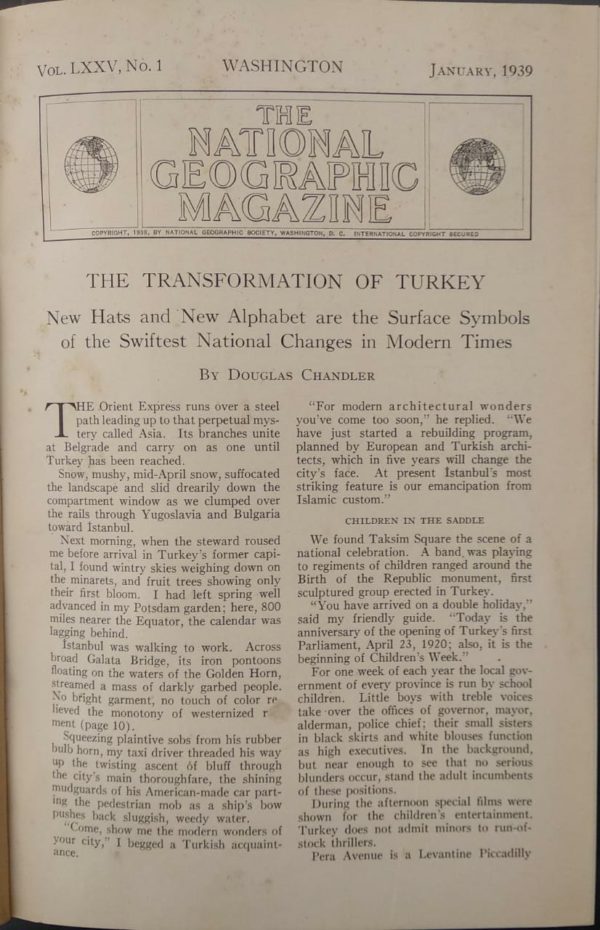 VOL. LXXV, No. 1 WASHINGTON JANUARY, 1939
THE
NATIONAL
GEOGRAPHIC
MAGAZINE
COPYRIGHT, 1938, BY NATIONAL GEOGRAPHIC SOCIETY, WASHINGTON, D. C. INTERNATIONAL COPYRIGHT SECURED
THE TRANSFORMATION OF TURKEY
New Hats and New Alphabet are the Surface Symbols
of the Swiftest National Changes in Modern Times
BY DOUGLAS CHANDLER
THE Orient Express runs over a steel
path leading up to that perpetual mys-
tery called Asia. Its branches unite
at Belgrade and carry on as one until
Turkey has been reached.
Snow, mushy, mid-April snow, suffocated
the landscape and slid drearily down the
compartment window as we clumped over
the rails through Yugoslavia and Bulgaria
toward İstanbul.
Next morning, when the steward roused
me before arrival in Turkey's former capi-
tal, I found wintry skies weighing down on
the minarets, and fruit trees showing only
their first bloom. I had left spring well
advanced in my Potsdam garden; here, 800
miles nearer the Equator, the calendar was
lagging behind.
İstanbul was walking to work. Across
broad Galata Bridge, its iron pontoons
floating on the waters of the Golden Horn,
streamed a mass of darkly garbed people.
No bright garment, no touch of color re-
lieved the monotony of westernized
ment (page 10).
Squeezing plaintive sobs from his rubber
bulb horn, my taxi driver threaded his way
up the twisting ascent of bluff through
the city's main thoroughfare, the shining
mudguards of his American-made car part-
ing the pedestrian mob as a ship's bow
pushes back sluggish, weedy water.
"Come, show me the modern wonders of
your city," I begged a Turkish acquaint-
ance.
"For modern architectural wonders
you've come too soon," he replied. "We
have just started a rebuilding program,
planned by European and Turkish archi-
tects, which in five years will change the
city's face. At present İstanbul's most
striking feature is our emancipation from
Islamic custom."
CHILDREN IN THE SADDLE
We found Taksim Square the scene of a
national celebration. A band was playing
to regiments of children ranged around the
Birth of the Republic monument, first
sculptured group erected in Turkey.
"You have arrived on a double holiday,"
said my friendly guide. "Today is the
anniversary of the opening of Turkey's first
Parliament, April 23, 1920; also, it is the
beginning of Children's Week."
For one week of each year the local gov-
ernment of every province is run by school
children. Little boys with treble voices
take over the offices of governor, mayor,
alderman, police chief; their small sisters
in black skirts and white blouses function
as high executives. In the background,
but near enough to see that no serious
blunders occur, stand the adult incumbents
of these positions.
During the afternoon special films were
shown for the children's entertainment.
Turkey does not admit minors to run-of-
stock thrillers.
Pera Avenue is a Levantine Piccadilly